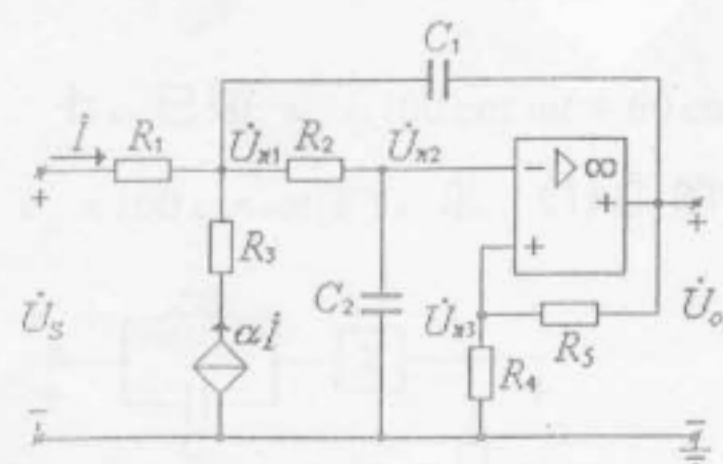 C₁
İ R₁ U̇ₙ₁ R₂ U̇ₙ₂ − ▷ ∞ +
+ R₃ + +
U̇s C₂ U̇ₙ₃ R₅ U̇o
αİ R₄
− −